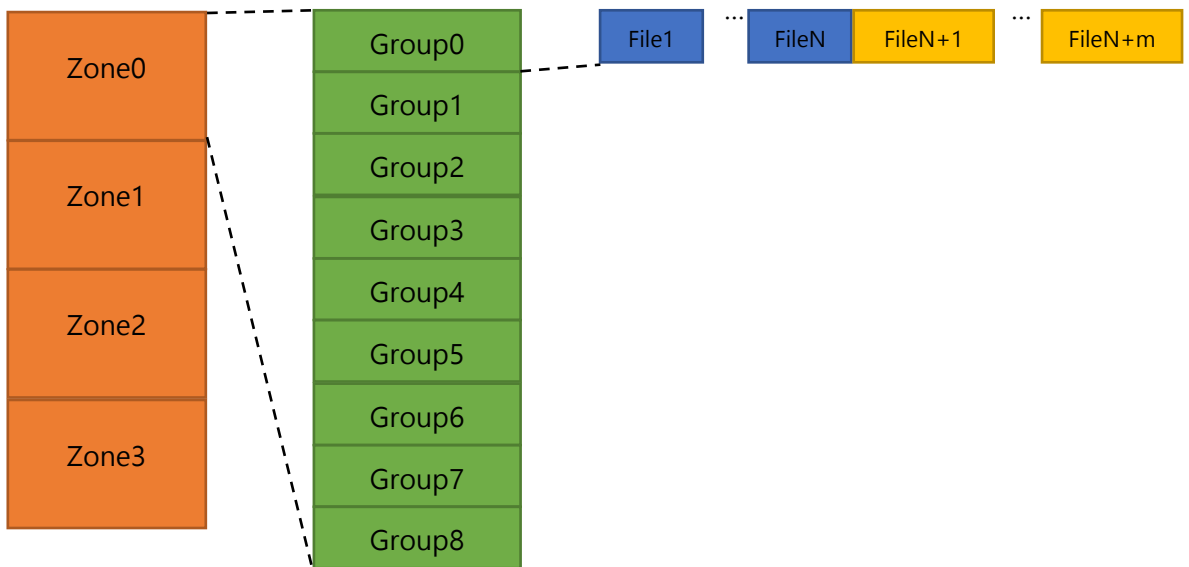 Zone0
Zone1
Zone2
Zone3
Group0
Group1
Group2
Group3
Group4
Group5
Group6
Group7
Group8
File1 ... FileN FileN+1 ... FileN+m